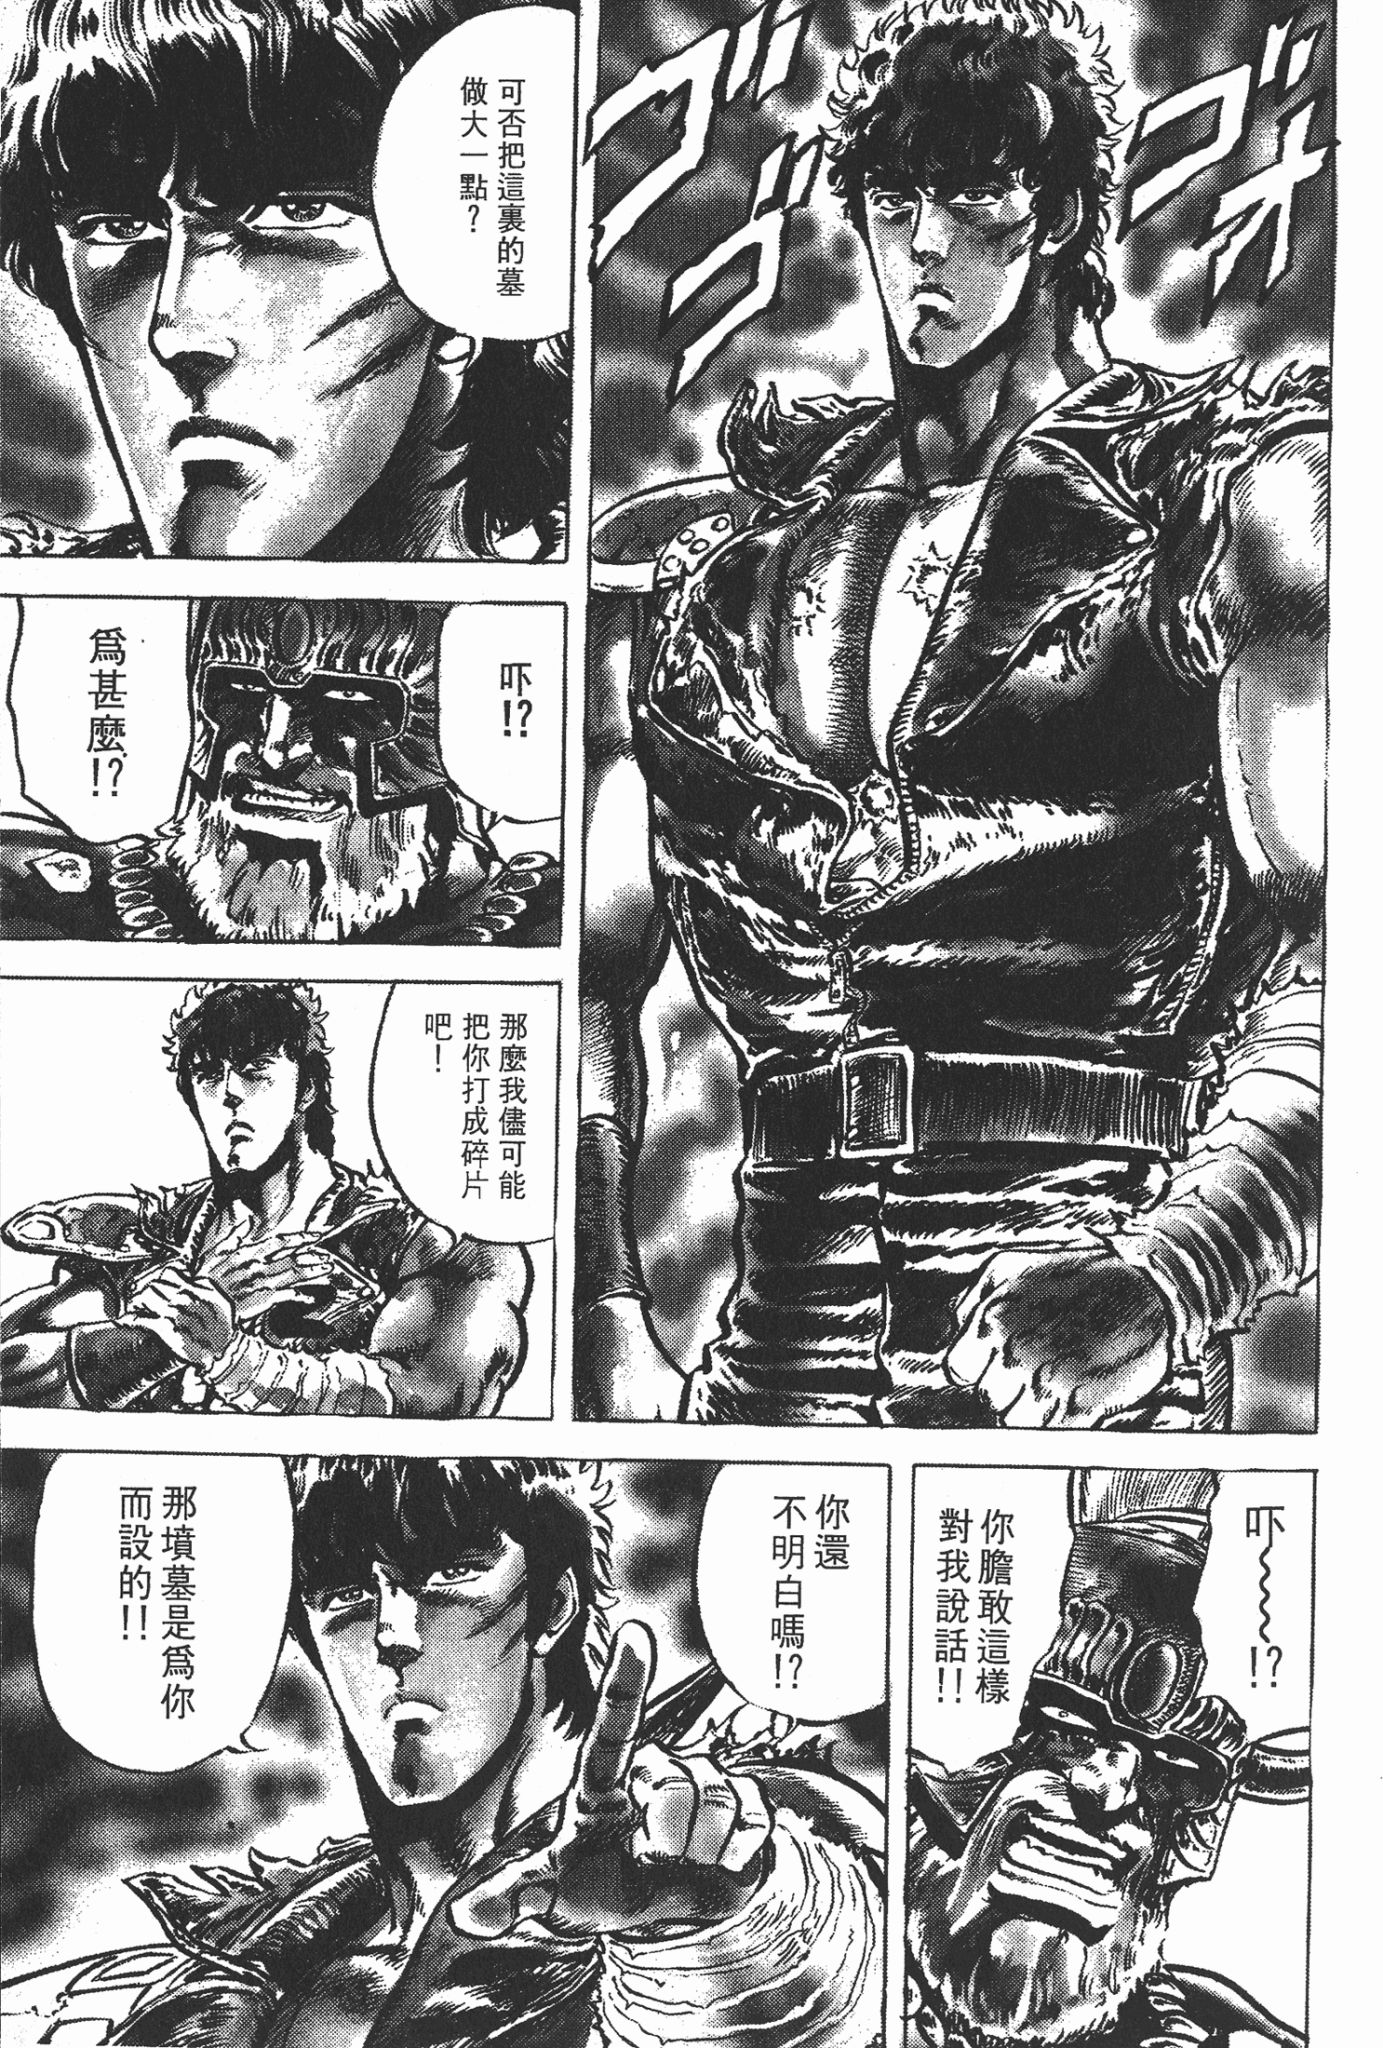 ゴォ
ゴゴ
可否把這裏的墓
做大一點?
吓!?
爲甚麼!?
那麼我儘可能
把你打成碎片
吧!
吓~~~!?
你膽敢這樣
對我說話!!
你還
不明白嗎!?
那墳墓是爲你
而設的!!